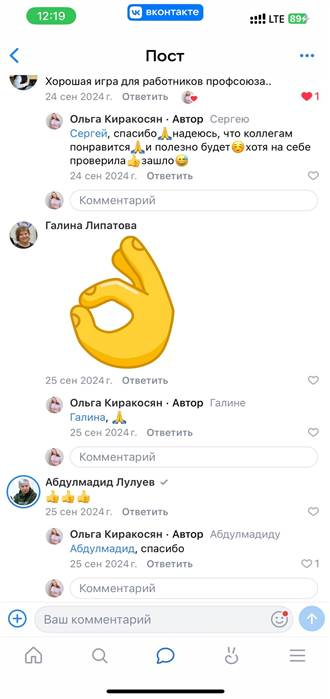 12:19
вконтакте
LTE 89
Пост
Хорошая игра для работников профсоюза..
24 сен 2024 г. Ответить 1
Ольга Киракосян · Автор Сергею
Сергей, спасибо🙏надеюсь, что коллегам
понравится🙏и полезно будет😌хотя на себе
проверила👍зашло😅
24 сен 2024 г. Ответить
Комментарий
Галина Липатова
👌
25 сен 2024 г. Ответить
Ольга Киракосян · Автор Галине
Галина, 🙏
25 сен 2024 г. Ответить
Комментарий
Абдулмадид Лулуев
👍👍👍
25 сен 2024 г. Ответить
Ольга Киракосян · Автор Абдулмадиду
Абдулмадид, спасибо
25 сен 2024 г. Ответить 1
Комментарий
Ваш комментарий